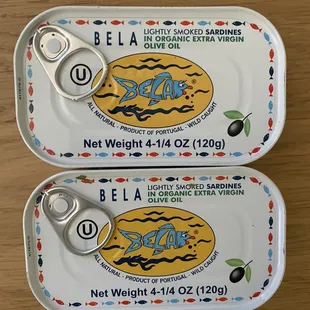 BELA LIGHTLY SMOKED SARDINES
IN ORGANIC EXTRA VIRGIN
OLIVE OIL
U
BELA
ALL NATURAL - PRODUCT OF PORTUGAL - WILD CAUGHT
Net Weight 4-1/4 OZ (120g)
BELA LIGHTLY SMOKED SARDINES
IN ORGANIC EXTRA VIRGIN
OLIVE OIL
U
BELA
ALL NATURAL - PRODUCT OF PORTUGAL - WILD CAUGHT
Net Weight 4-1/4 OZ (120g)